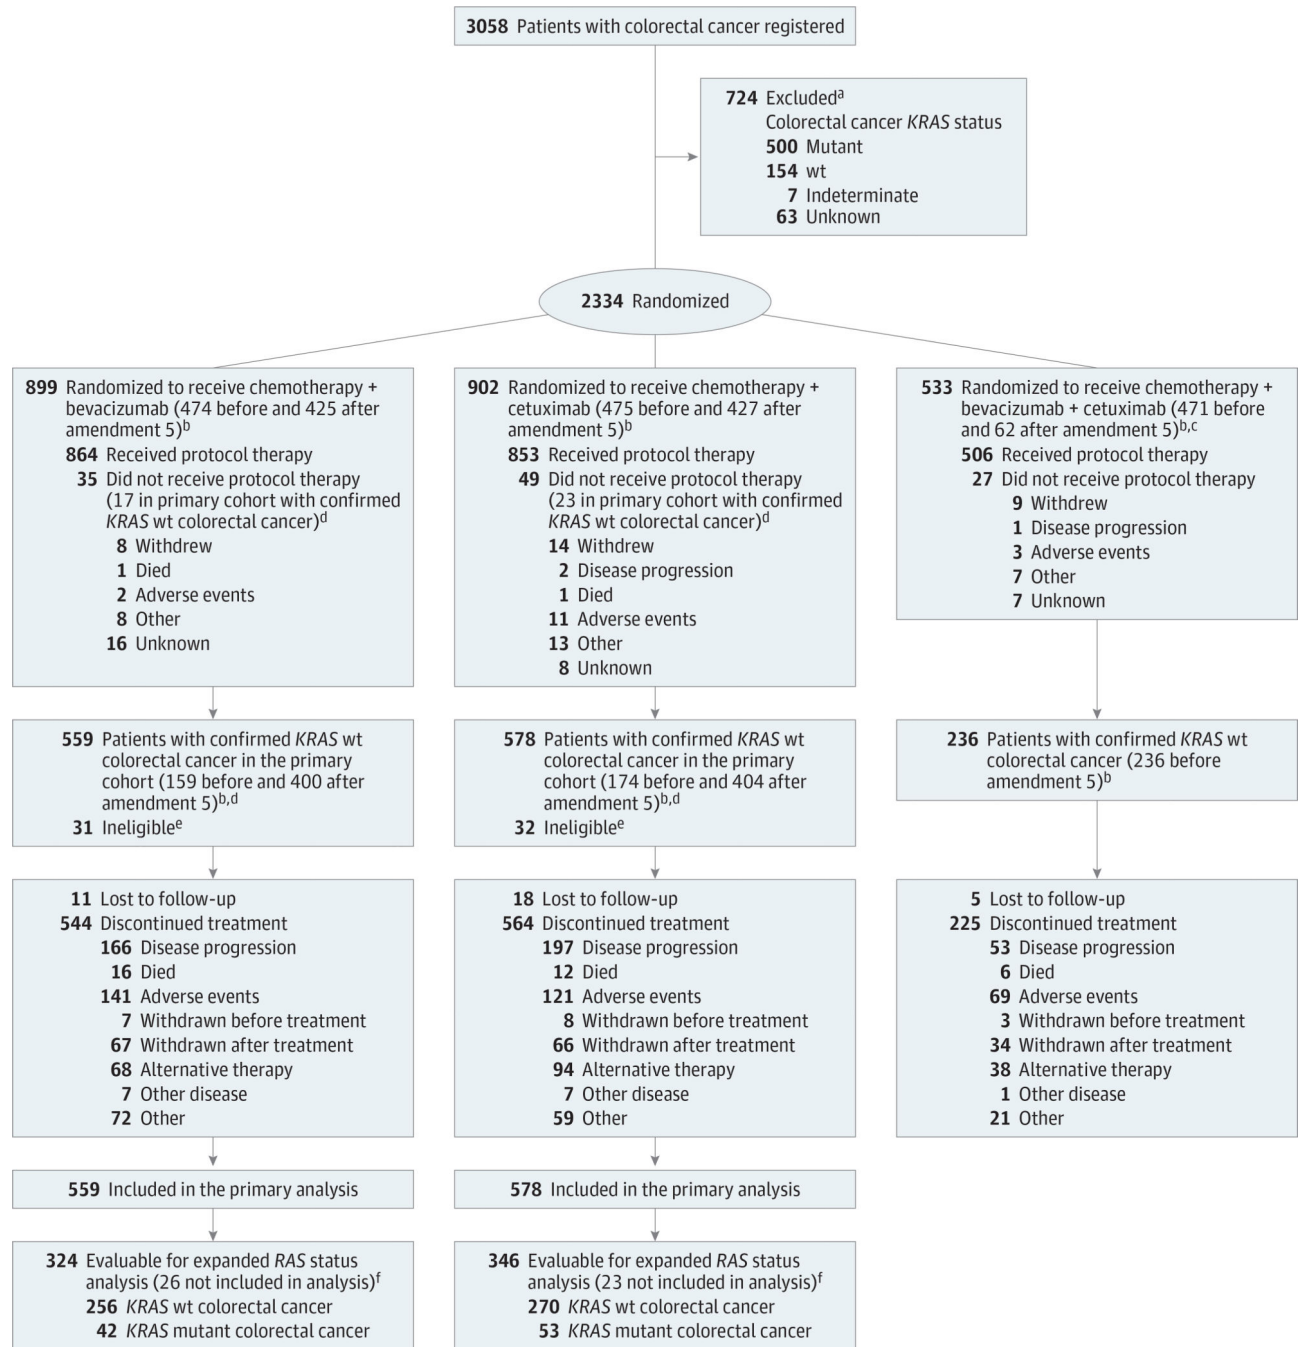 3058 Patients with colorectal cancer registered
724 Excludedᵃ
Colorectal cancer KRAS status
500 Mutant
154 wt
7 Indeterminate
63 Unknown
2334 Randomized
899 Randomized to receive chemotherapy +
bevacizumab (474 before and 425 after
amendment 5)ᵇ
864 Received protocol therapy
35 Did not receive protocol therapy
(17 in primary cohort with confirmed
KRAS wt colorectal cancer)ᵈ
8 Withdrew
1 Died
2 Adverse events
8 Other
16 Unknown
902 Randomized to receive chemotherapy +
cetuximab (475 before and 427 after
amendment 5)ᵇ
853 Received protocol therapy
49 Did not receive protocol therapy
(23 in primary cohort with confirmed
KRAS wt colorectal cancer)ᵈ
14 Withdrew
2 Disease progression
1 Died
11 Adverse events
13 Other
8 Unknown
533 Randomized to receive chemotherapy +
bevacizumab + cetuximab (471 before
and 62 after amendment 5)ᵇ,ᶜ
506 Received protocol therapy
27 Did not receive protocol therapy
9 Withdrew
1 Disease progression
3 Adverse events
7 Other
7 Unknown
559 Patients with confirmed KRAS wt
colorectal cancer in the primary
cohort (159 before and 400 after
amendment 5)ᵇ,ᵈ
31 Ineligibleᵉ
578 Patients with confirmed KRAS wt
colorectal cancer in the primary
cohort (174 before and 404 after
amendment 5)ᵇ,ᵈ
32 Ineligibleᵉ
236 Patients with confirmed KRAS wt
colorectal cancer (236 before
amendment 5)ᵇ
11 Lost to follow-up
544 Discontinued treatment
166 Disease progression
16 Died
141 Adverse events
7 Withdrawn before treatment
67 Withdrawn after treatment
68 Alternative therapy
7 Other disease
72 Other
18 Lost to follow-up
564 Discontinued treatment
197 Disease progression
12 Died
121 Adverse events
8 Withdrawn before treatment
66 Withdrawn after treatment
94 Alternative therapy
7 Other disease
59 Other
5 Lost to follow-up
225 Discontinued treatment
53 Disease progression
6 Died
69 Adverse events
3 Withdrawn before treatment
34 Withdrawn after treatment
38 Alternative therapy
1 Other disease
21 Other
559 Included in the primary analysis
578 Included in the primary analysis
324 Evaluable for expanded RAS status
analysis (26 not included in analysis)ᶠ
256 KRAS wt colorectal cancer
42 KRAS mutant colorectal cancer
346 Evaluable for expanded RAS status
analysis (23 not included in analysis)ᶠ
270 KRAS wt colorectal cancer
53 KRAS mutant colorectal cancer